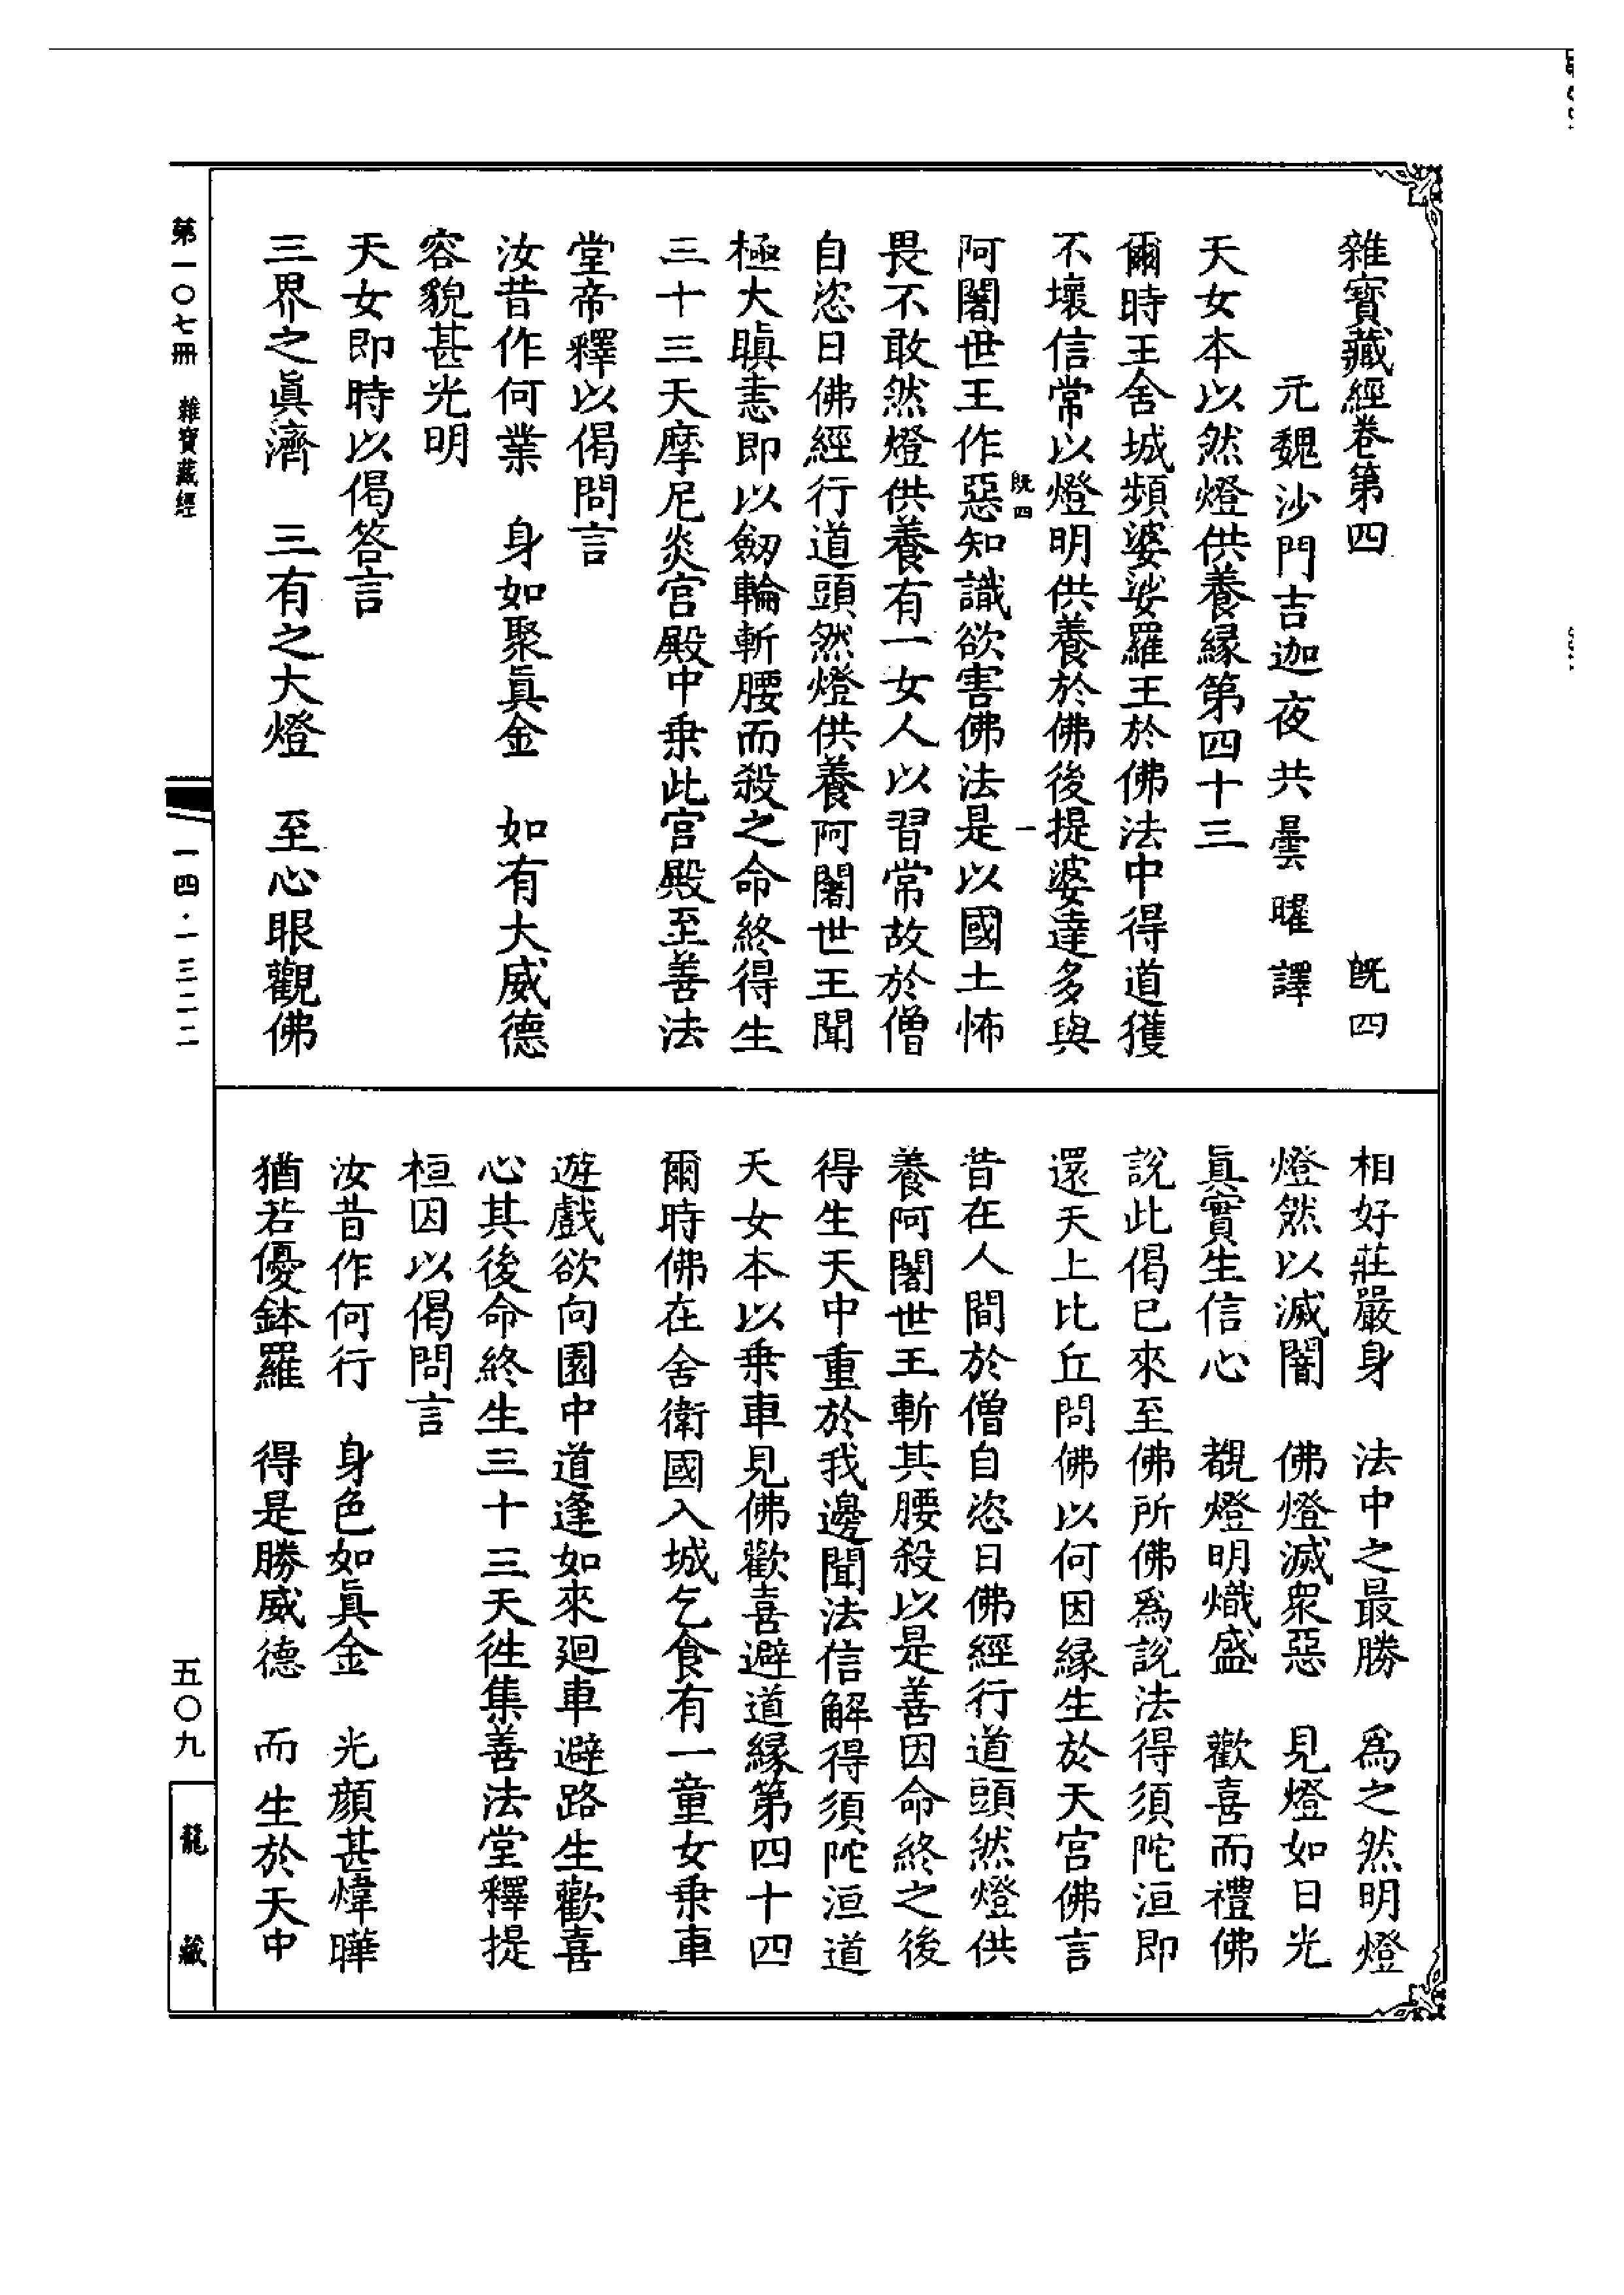 雜寶藏經卷第四 旣四
元魏沙門吉迦夜共曇曜譯
天女本以然燈供養縁第四十三
爾時王舍城頻婆娑羅王於佛法中得道獲
不壞信常以燈明供養於佛後提婆達多與
旣四 一
阿闍世王作惡知識欲害佛法是以國土怖
畏不敢然燈供養有一女人以習常故於僧
自恣日佛經行道頭然燈供養阿闍世王聞
極大瞋恚即以劒輪斬腰而殺之命終得生
三十三天摩尼炎宫殿中乗此宫殿至善法
堂帝釋以偈問言
汝昔作何業 身如聚眞金 如有大威德
容貌甚光明
天女即時以偈答言
三界之眞濟 三有之大燈 至心眼觀佛
相好莊嚴身 法中之最勝 爲之然明燈
燈然以滅闇 佛燈滅衆惡 見燈如日光
眞實生信心 覩燈明熾盛 歡喜而禮佛
說此偈已來至佛所佛爲說法得須陀洹即
還天上比丘問佛以何因縁生於天宫佛言
昔在人間於僧自恣日佛經行道頭然燈供
養阿闍世王斬其腰殺以是善因命終之後
得生天中重於我邊聞法信解得須陀洹道
天女本以乗車見佛歡喜避道縁第四十四
爾時佛在舍衛國入城乞食有一童女乗車
遊戲欲向園中道逢如來廻車避路生歡喜
心其後命終生三十三天徃集善法堂釋提
桓因以偈問言
汝昔作何行 身色如眞金 光顏甚煒曄
猶若優鉢羅 得是勝威德 而生於天中
第一〇七冊 雜寶藏經
一四·一三二二
五〇九
龍藏